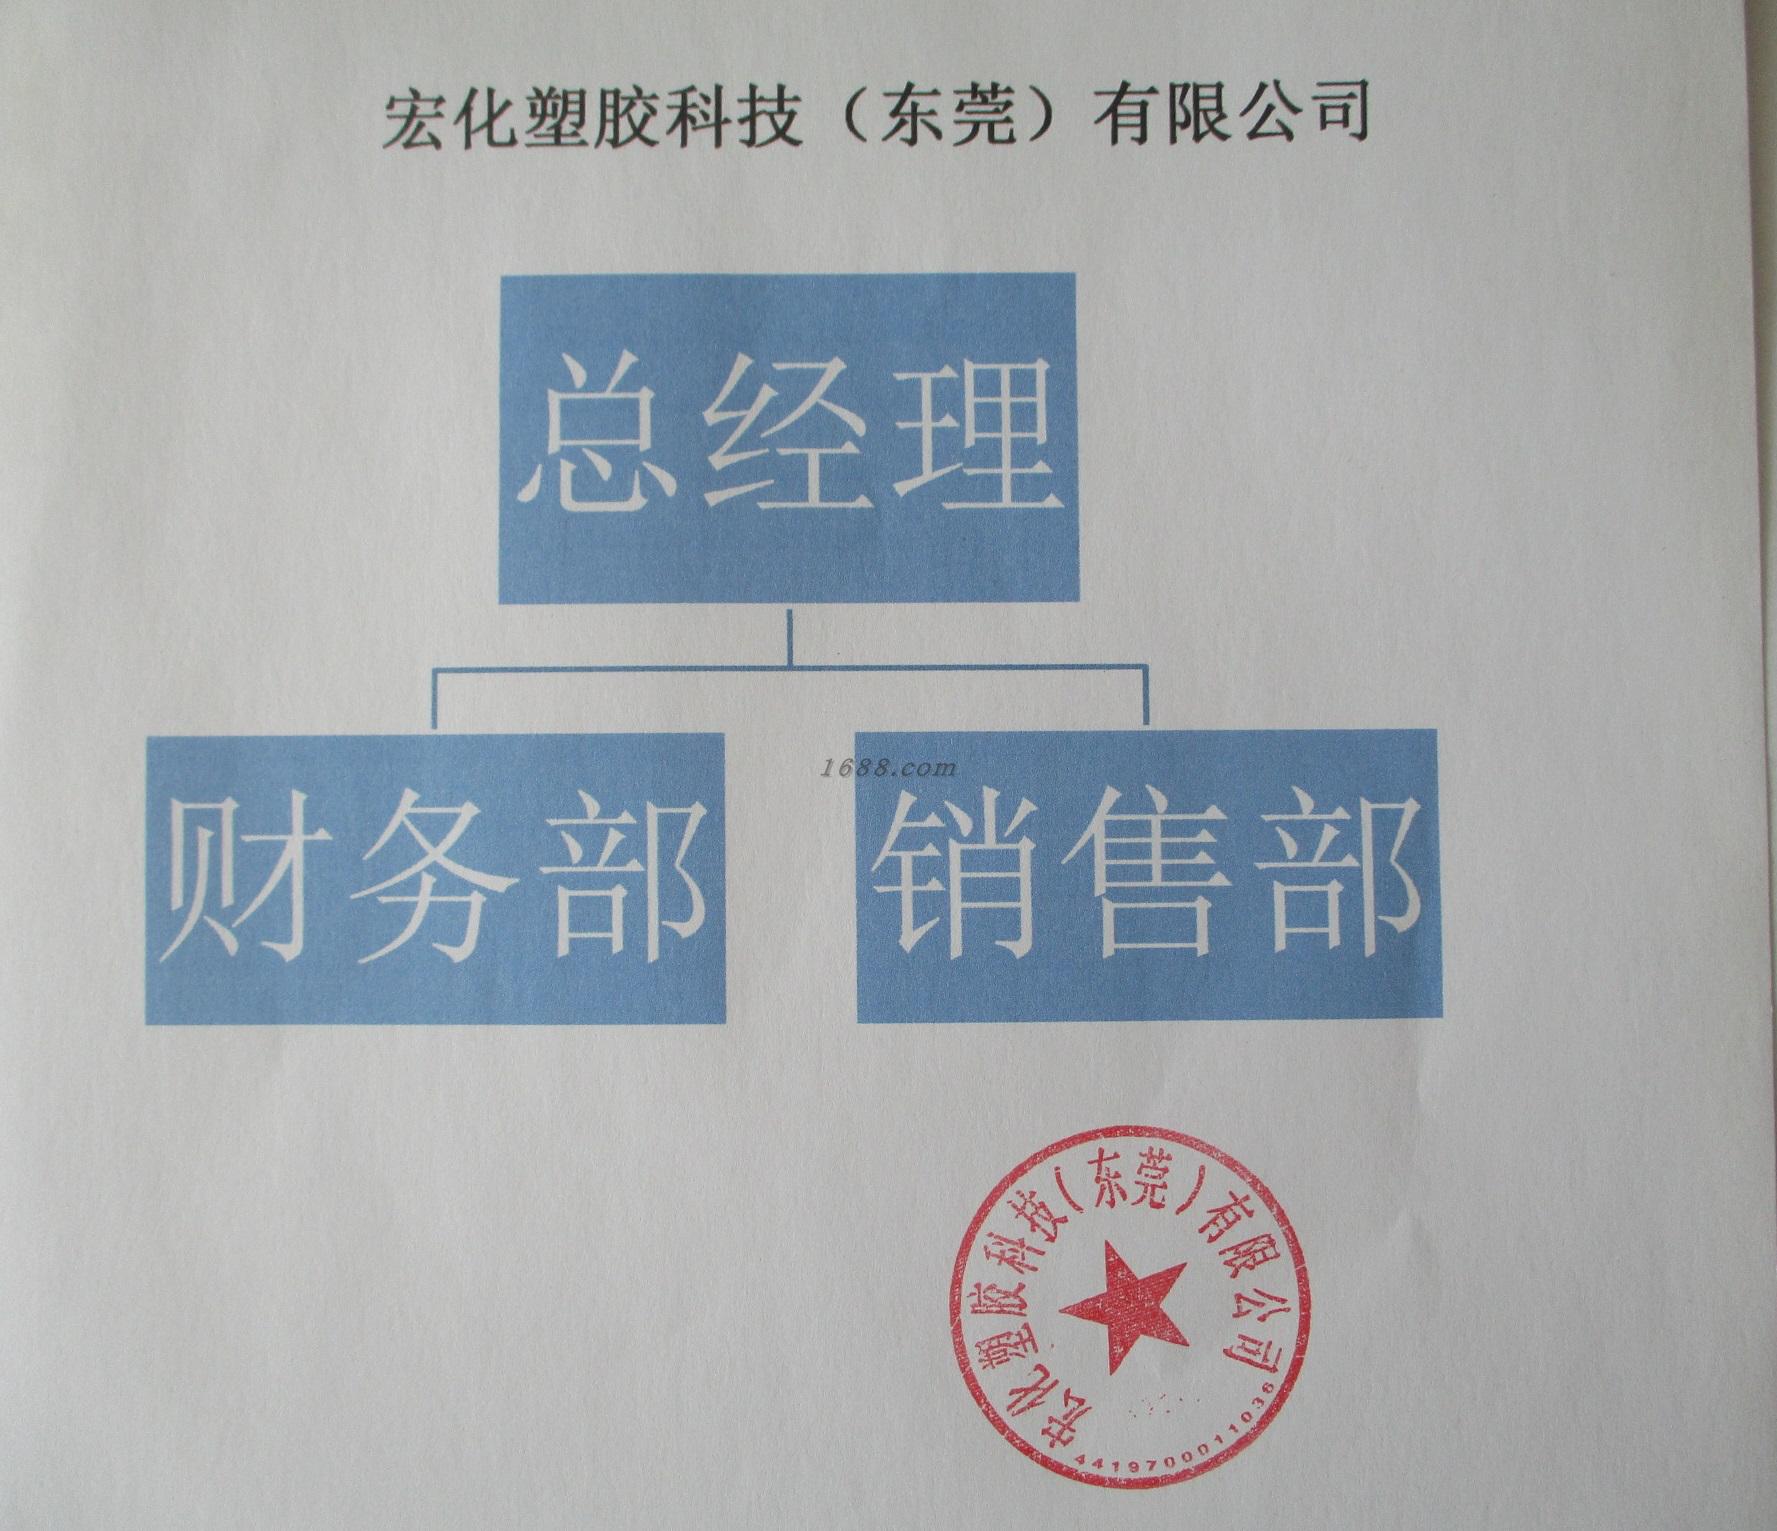 宏化塑胶科技（东莞）有限公司
总经理
1688.com
财务部
销售部
宏化塑胶科技(东莞)有限公司
4419700011036